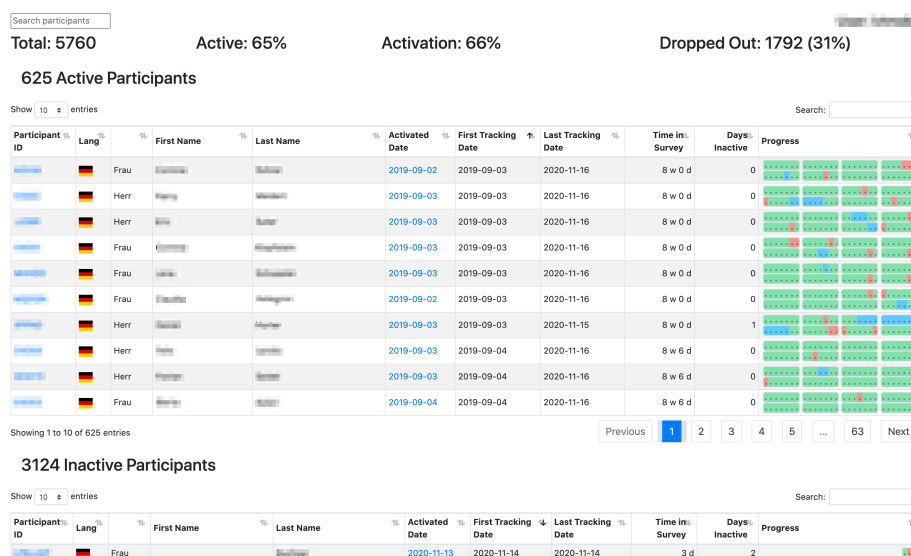 Search participants
Total: 5760 Active: 65% Activation: 66% Dropped Out: 1792 (31%)
625 Active Participants
Show 10 entries Search:
Participant ID Lang First Name Last Name Activated Date First Tracking Date Last Tracking Date Time in Survey Days Inactive Progress
Frau 2019-09-02 2019-09-03 2020-11-16 8 w 0 d 0
Herr 2019-09-03 2019-09-03 2020-11-16 8 w 0 d 0
Herr 2019-09-03 2019-09-03 2020-11-16 8 w 0 d 0
Frau 2019-09-03 2019-09-03 2020-11-16 8 w 0 d 0
Frau 2019-09-03 2019-09-03 2020-11-16 8 w 0 d 0
Frau 2019-09-02 2019-09-03 2020-11-16 8 w 0 d 0
Herr 2019-09-03 2019-09-03 2020-11-15 8 w 0 d 1
Herr 2019-09-03 2019-09-04 2020-11-16 8 w 6 d 0
Herr 2019-09-03 2019-09-04 2020-11-16 8 w 6 d 0
Frau 2019-09-04 2019-09-04 2020-11-16 8 w 6 d 0
Showing 1 to 10 of 625 entries Previous 1 2 3 4 5 ... 63 Next
3124 Inactive Participants
Show 10 entries Search:
Participant ID Lang First Name Last Name Activated Date First Tracking Date Last Tracking Date Time in Survey Days Inactive Progress
Frau 2020-11-13 2020-11-14 2020-11-14 3 d 2